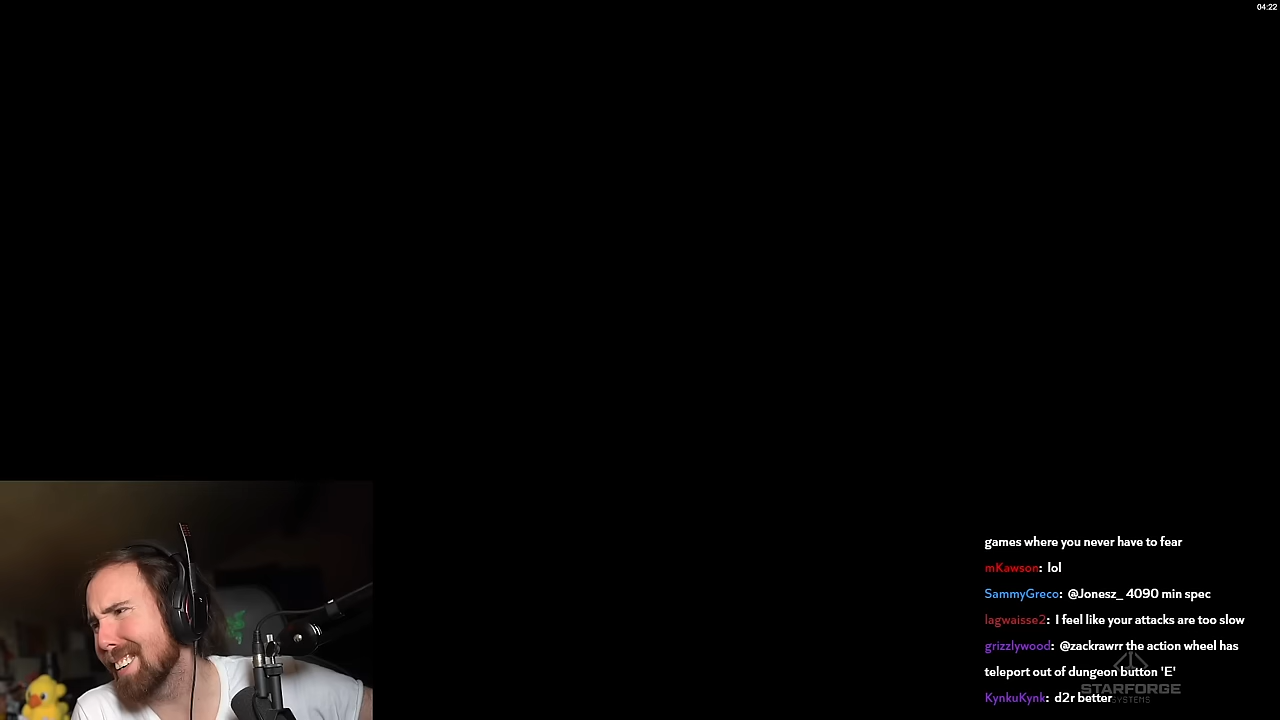 04:22
games where you never have to fear
mKawson: lol
SammyGreco: @Jonesz_ 4090 min spec
lagwaisse2: I feel like your attacks are too slow
grizzlywood: @zackrawrr the action wheel has
teleport out of dungeon button 'E'
STARFORGE
KynkuKynk: d2r better
SYSTEMS